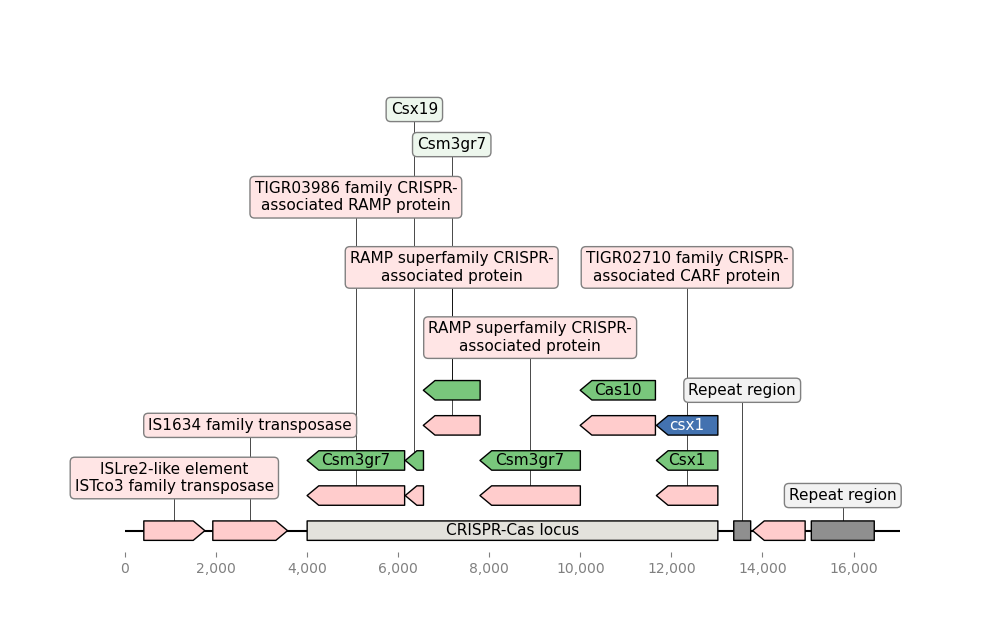 Csx19
Csm3gr7
TIGR03986 family CRISPR-
associated RAMP protein
RAMP superfamily CRISPR-
associated protein
TIGR02710 family CRISPR-
associated CARF protein
RAMP superfamily CRISPR-
associated protein
Cas10
Repeat region
IS1634 family transposase
csx1
Csm3gr7
Csm3gr7
Csx1
ISLre2-like element
ISTco3 family transposase
Repeat region
CRISPR-Cas locus
0 2,000 4,000 6,000 8,000 10,000 12,000 14,000 16,000